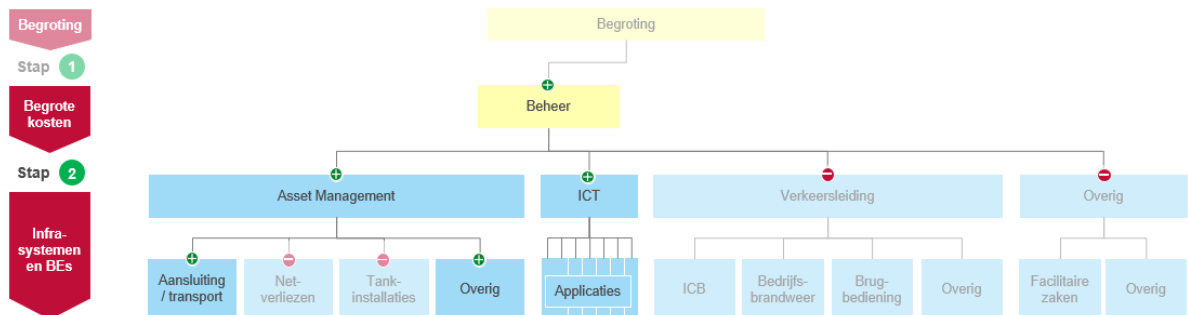 Begroting
Begroting
Stap 1
Begrote
kosten
Beheer
Stap 2
Asset Management
ICT
Verkeersleiding
Overig
Infra-
systemen
en BEs
Aansluiting
/ transport
Net-
verliezen
Tank-
installaties
Overig
Applicaties
ICB
Bedrijfs-
brandweer
Brug-
bediening
Overig
Facilitaire
zaken
Overig